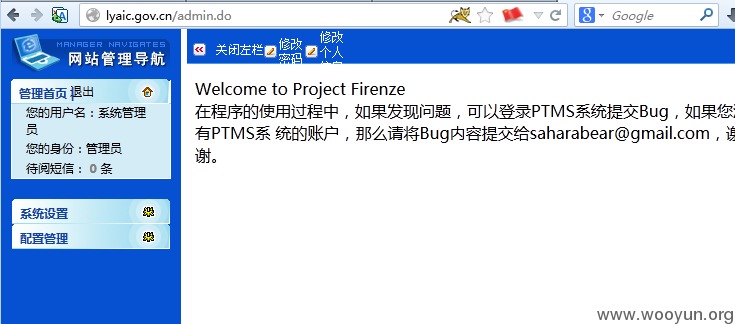 lyaic.gov.cn/admin.do
Google
MANAGER NAVIGATES
网站管理导航
关闭左栏
修改
密码
修改
个人
管理首页
退出
您的用户名：系统管理
员
您的身份：管理员
待阅短信： 0 条
系统设置
配置管理
Welcome to Project Firenze
在程序的使用过程中，如果发现问题，可以登录PTMS系统提交Bug，如果您
有PTMS系 统的账户，那么请将Bug内容提交给saharabear@gmail.com，谢
谢。
www.wooyun.org